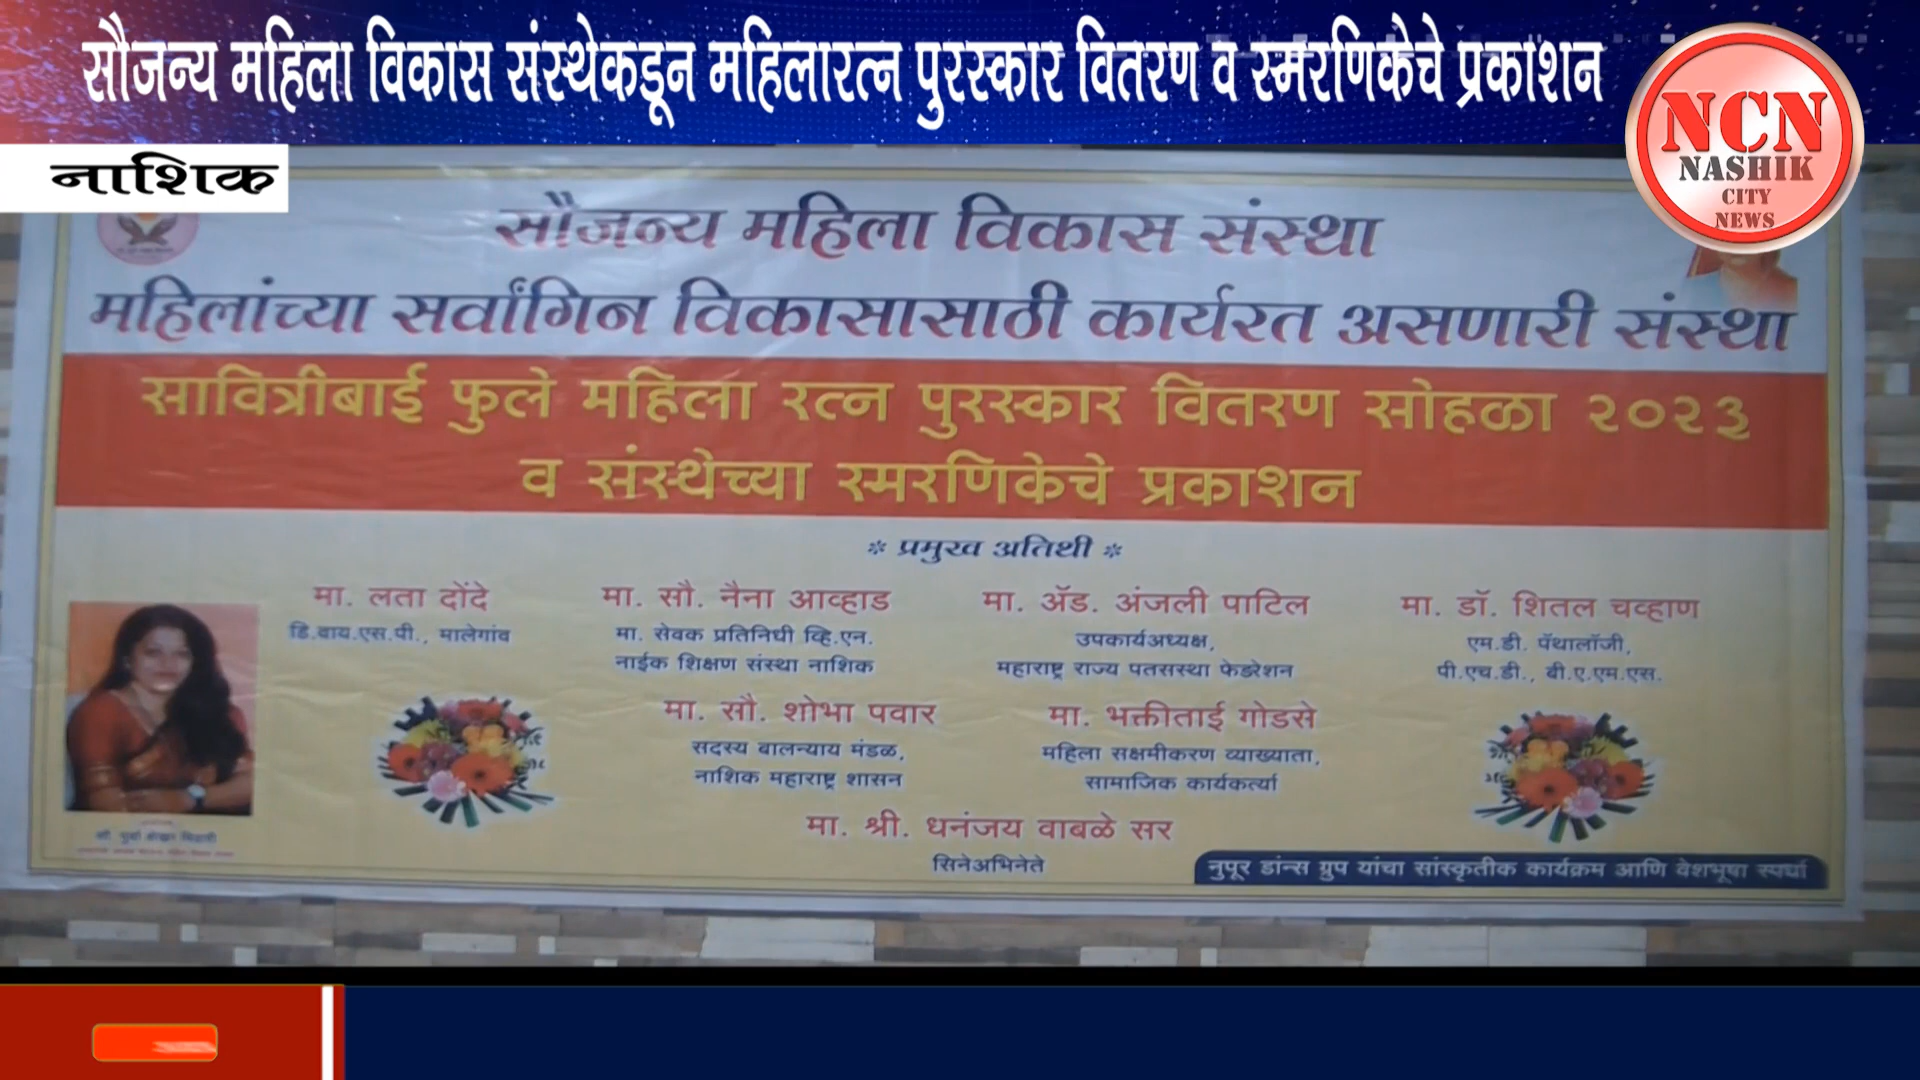 सौजन्य महिला विकास संस्थेकडून महिलारत्न पुरस्कार वितरण व स्मरणिकेचे प्रकाशन
NCN
NASHIK
CITY
NEWS
नाशिक
सौजन्य महिला विकास संस्था
महिलांच्या सर्वांगिन विकासासाठी कार्यरत असणारी संस्था
सावित्रीबाई फुले महिला रत्न पुरस्कार वितरण सोहळा २०२३
व संस्थेच्या स्मरणिकेचे प्रकाशन
* प्रमुख अतिथी *
मा. लता दोंदे
डि.वाय.एस.पी., मालेगांव
मा. सौ. नैना आव्हाड
मा. सेवक प्रतिनिधी व्हि.एन.
नाईक शिक्षण संस्था नाशिक
मा. ॲड. अंजली पाटिल
उपकार्यअध्यक्ष,
महाराष्ट्र राज्य पतसस्था फेडरेशन
मा. डॉ. शितल चव्हाण
एम.डी. पॅथालॉजी,
पी.एच.डी., बी.ए.एम.एस.
मा. सौ. शोभा पवार
सदस्य बालन्याय मंडळ,
नाशिक महाराष्ट्र शासन
मा. भक्तीताई गोडसे
महिला सक्षमीकरण व्याख्याता,
सामाजिक कार्यकर्त्या
मा. श्री. धनंजय वाबळे सर
सिनेअभिनेते
नुपूर डांन्स ग्रुप यांचा सांस्कृतीक कार्यक्रम आणि वेशभूषा स्पर्धा